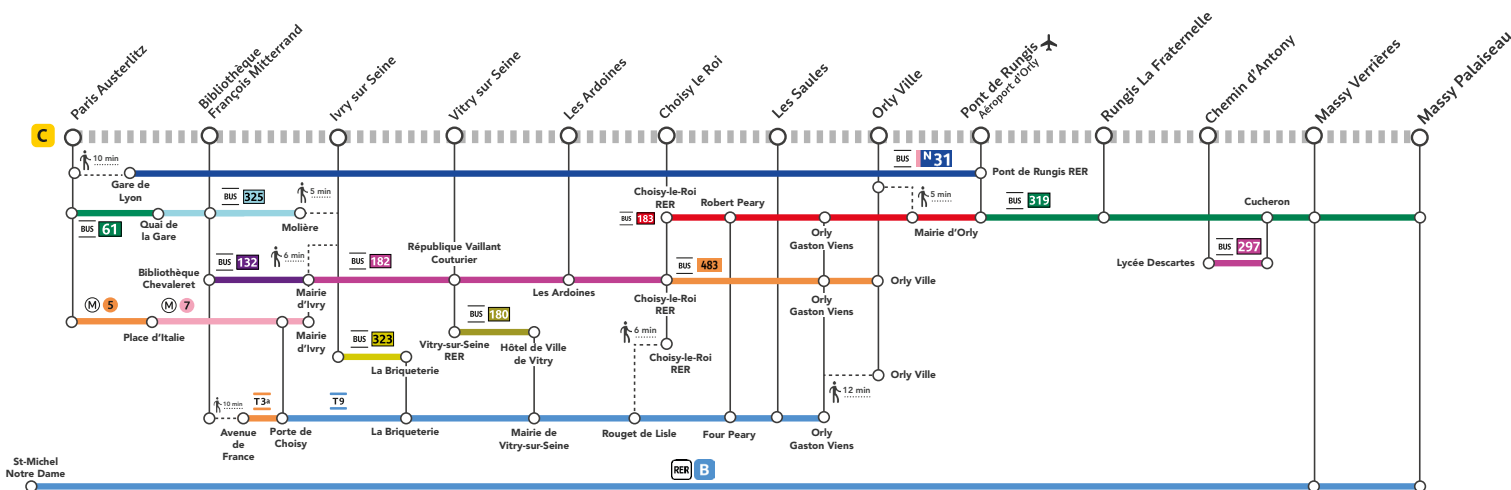 Paris Austerlitz
Bibliothèque
François Mitterrand
Ivry sur Seine
Vitry sur Seine
Les Ardoines
Choisy le Roi
Les Saules
Orly Ville
Pont de Rungis
Aéroport d'Orly
Rungis La Fraternelle
Chemin d'Antony
Massy Verrières
Massy Palaiseau
C
10 min
Gare de
Lyon
BUS N31
Pont de Rungis RER
BUS 61
Quai de
la Gare
BUS 325
5 min
Molière
Choisy-le-Roi
RER
BUS 183
Robert Peary
Orly
Gaston Viens
5 min
Mairie d'Orly
BUS 319
Cucheron
BUS 297
Lycée Descartes
Bibliothèque
Chevaleret
BUS 132
6 min
Mairie
d'Ivry
BUS 182
République Vaillant
Couturier
Les Ardoines
Choisy-le-Roi
RER
BUS 483
Orly
Gaston Viens
Orly Ville
M 5
Place d'Italie
M 7
Mairie
d'Ivry
BUS 323
La Briqueterie
BUS 180
Vitry-sur-Seine
RER
Hôtel de Ville
de Vitry
6 min
Choisy-le-Roi
RER
Orly Ville
12 min
10 min
T3a
Avenue
de
France
Porte de
Choisy
T9
La Briqueterie
Mairie de
Vitry-sur-Seine
Rouget de Lisle
Four Peary
Orly
Gaston Viens
St-Michel
Notre Dame
RER B